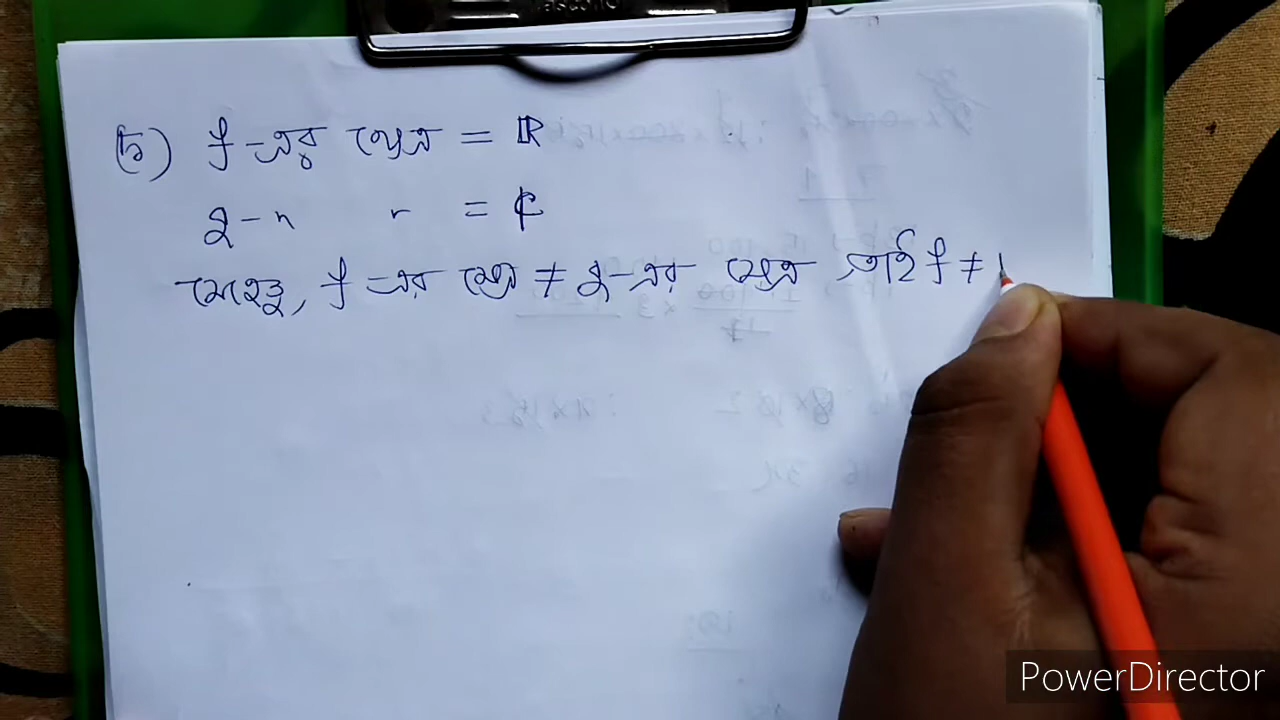 চ) f -এর ক্ষেত্র = ℝ
g - " " = ₵
যেহেতু, f -এর ক্ষেত্র ≠ g -এর ক্ষেত্র তাই f ≠
PowerDirector